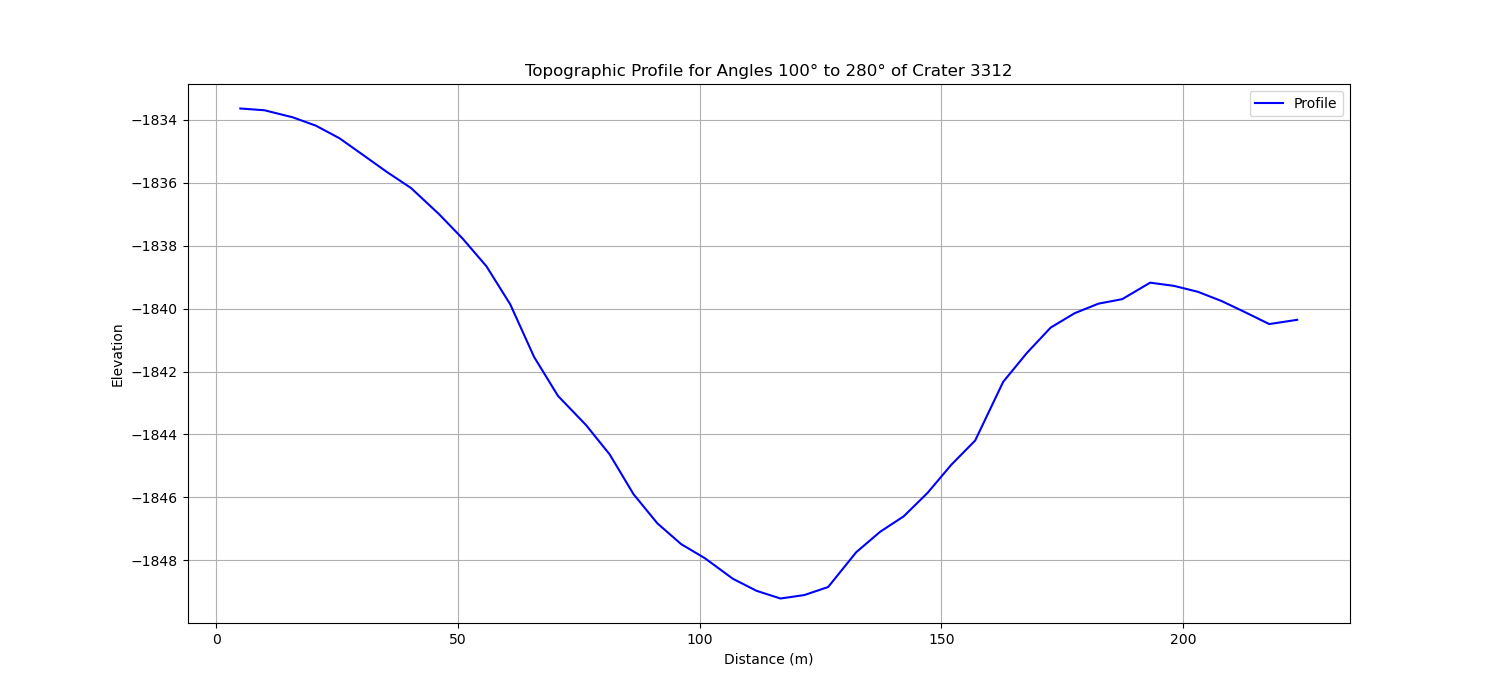 Topographic Profile for Angles 100° to 280° of Crater 3312
Profile
−1834
−1836
−1838
−1840
−1842
−1844
−1846
−1848
Elevation
0 50 100 150 200
Distance (m)